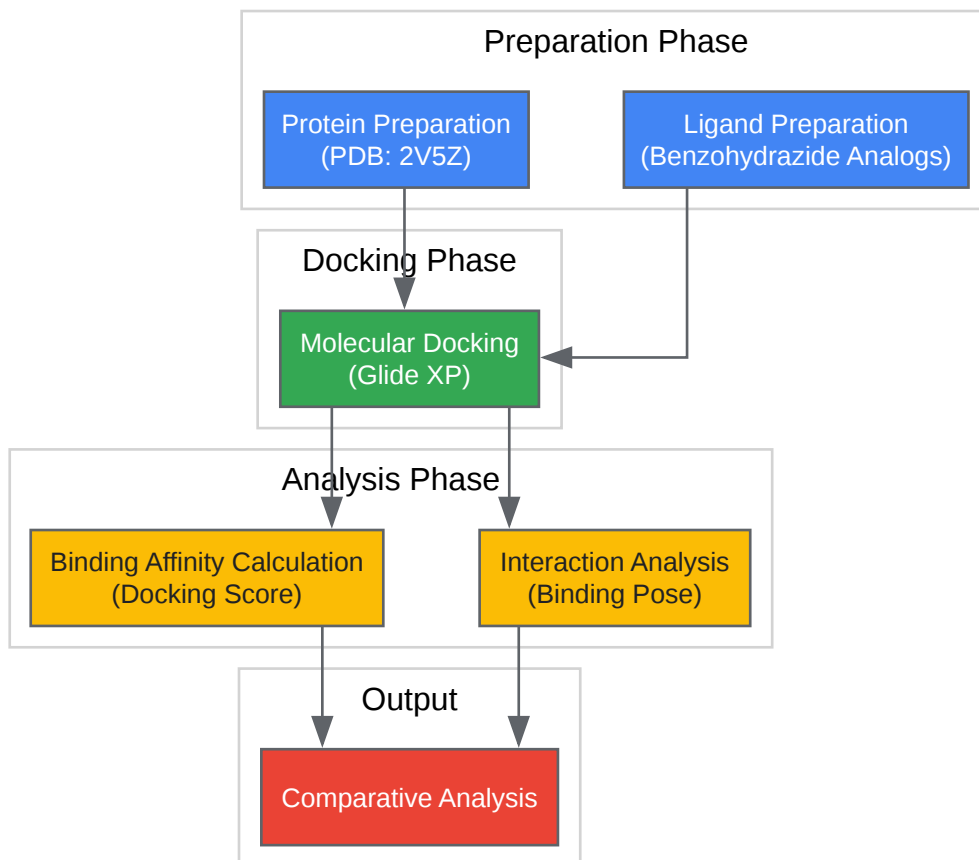 Preparation Phase
Protein Preparation
(PDB: 2V5Z)
Ligand Preparation
(Benzohydrazide Analogs)
Docking Phase
Molecular Docking
(Glide XP)
Analysis Phase
Binding Affinity Calculation
(Docking Score)
Interaction Analysis
(Binding Pose)
Output
Comparative Analysis